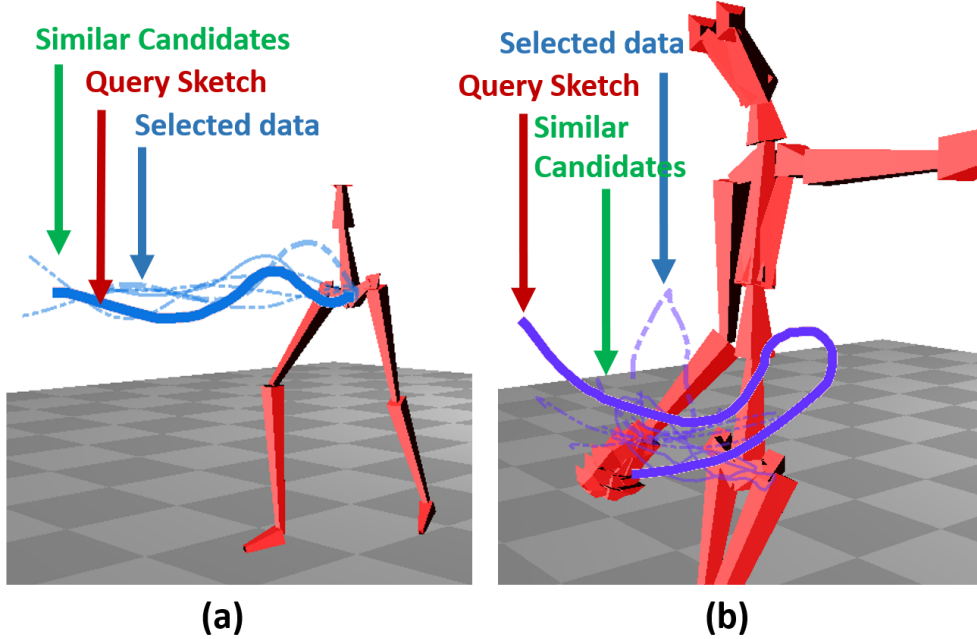 Similar Candidates
Query Sketch
Selected data
(a)
Selected data
Query Sketch
Similar
Candidates
(b)